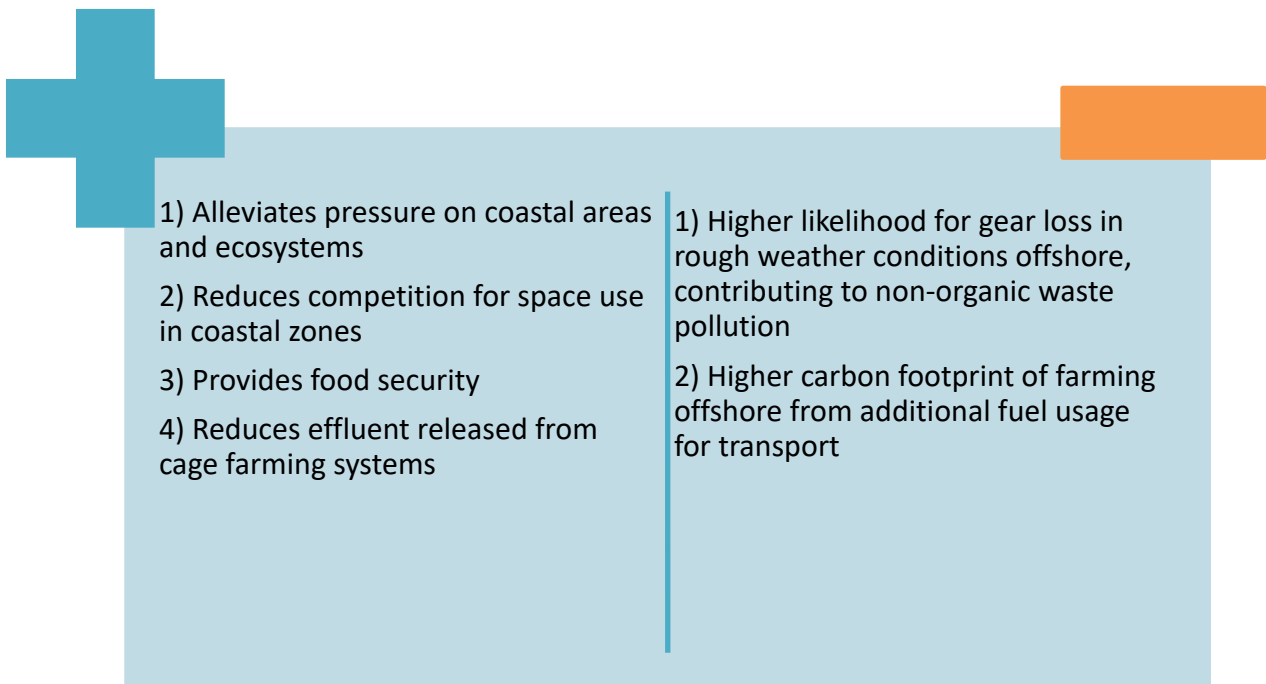 1) Alleviates pressure on coastal areas
and ecosystems
2) Reduces competition for space use
in coastal zones
3) Provides food security
4) Reduces effluent released from
cage farming systems
1) Higher likelihood for gear loss in
rough weather conditions offshore,
contributing to non-organic waste
pollution
2) Higher carbon footprint of farming
offshore from additional fuel usage
for transport